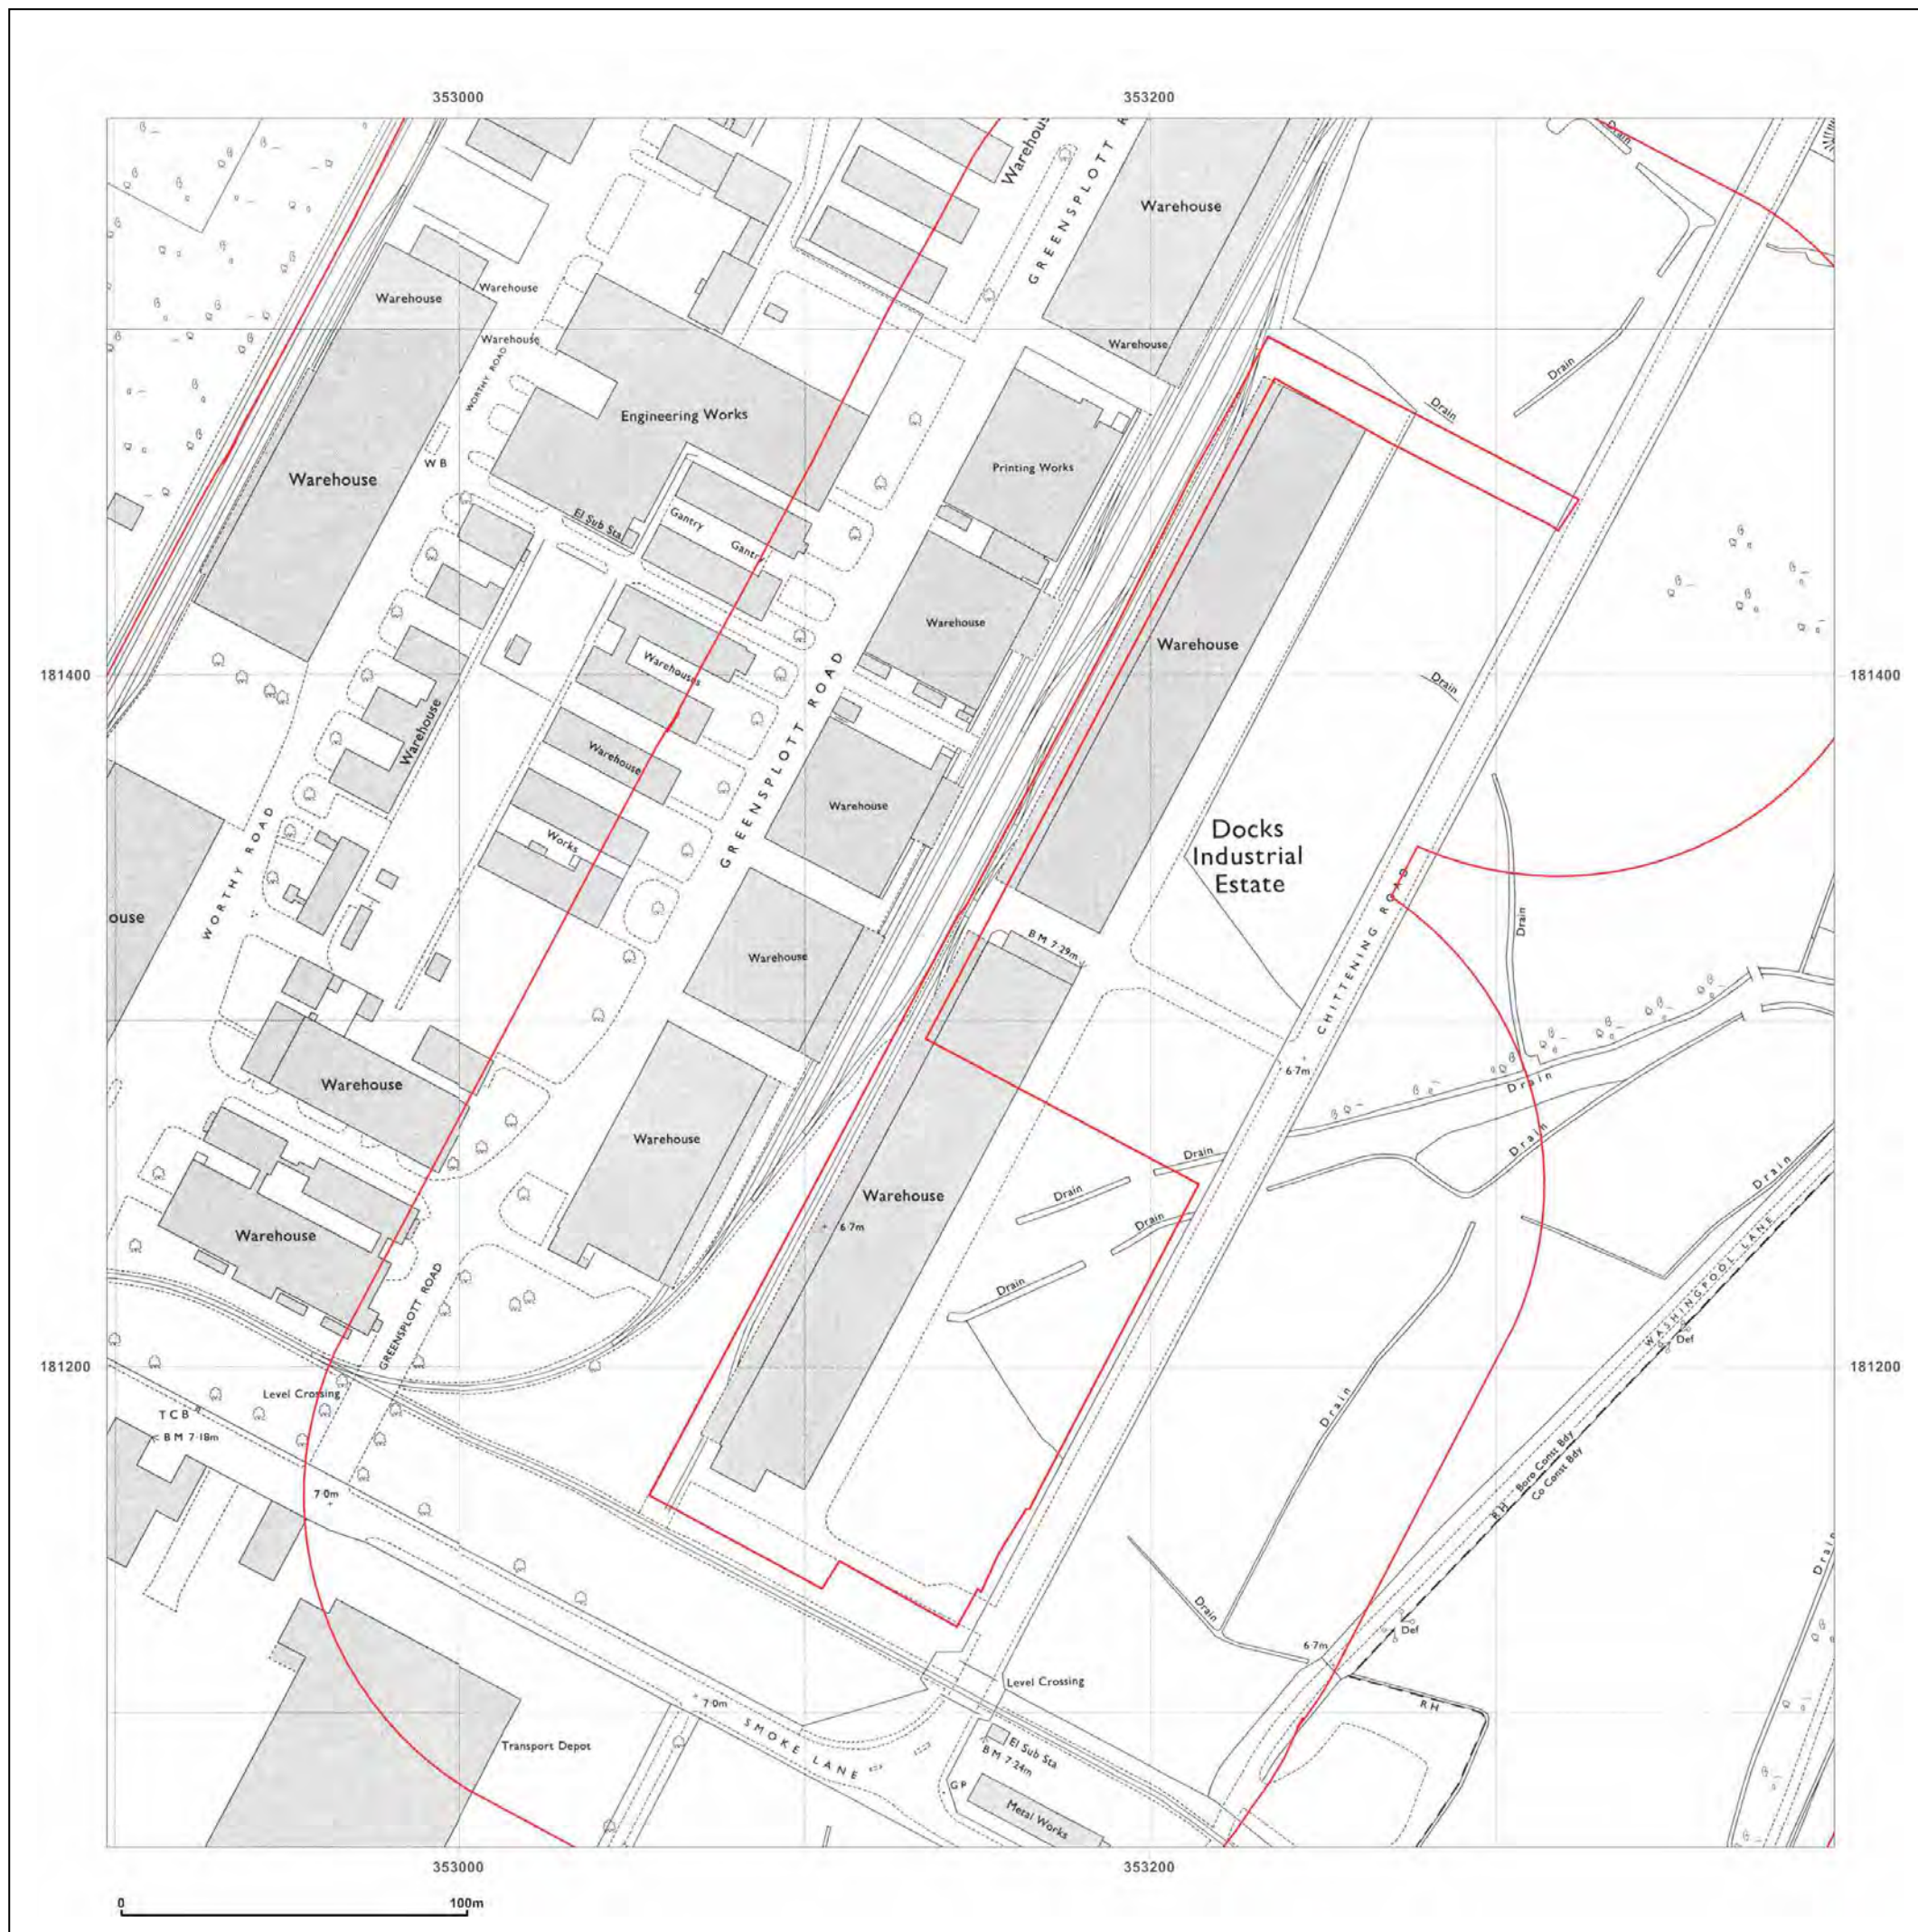 353000
353200
Drain
Warehous
GREENSPLOTT R
Warehouse
Warehouse
Warehouse
Warehouse
Warehouse
WORTHY ROAD
Drain
Drain
Engineering Works
WB
Warehouse
Printing Works
El Sub Sta
Gantry
Gantry
Warehouse
Warehouse
Warehouses
181400
181400
Drain
GREENSPLOTT ROAD
Warehouse
Warehouse
Warehouse
Docks
Industrial
Estate
Works
WORTHY ROAD
ouse
CHITTENING ROAD
Drain
BM 7·29m
Warehouse
6·7m
Warehouse
Drain
Warehouse
Drain
Drain
Drain
Drain
Drain
Warehouse
6·7m
Warehouse
WASHINGPOOL LANE
Def
Drain
GREENSPLOTT ROAD
181200
181200
Level Crossing
TCB
BM 7·18m
Drain
Boro Const Bdy
Co Const Bdy
RH
7·0m
Drain
Drain
Def
6·7m
Level Crossing
7·0m
RH
SMOKE LANE
Transport Depot
El Sub Sta
BM 7·24m
GP
Metal Works
353000
353200
0
100m